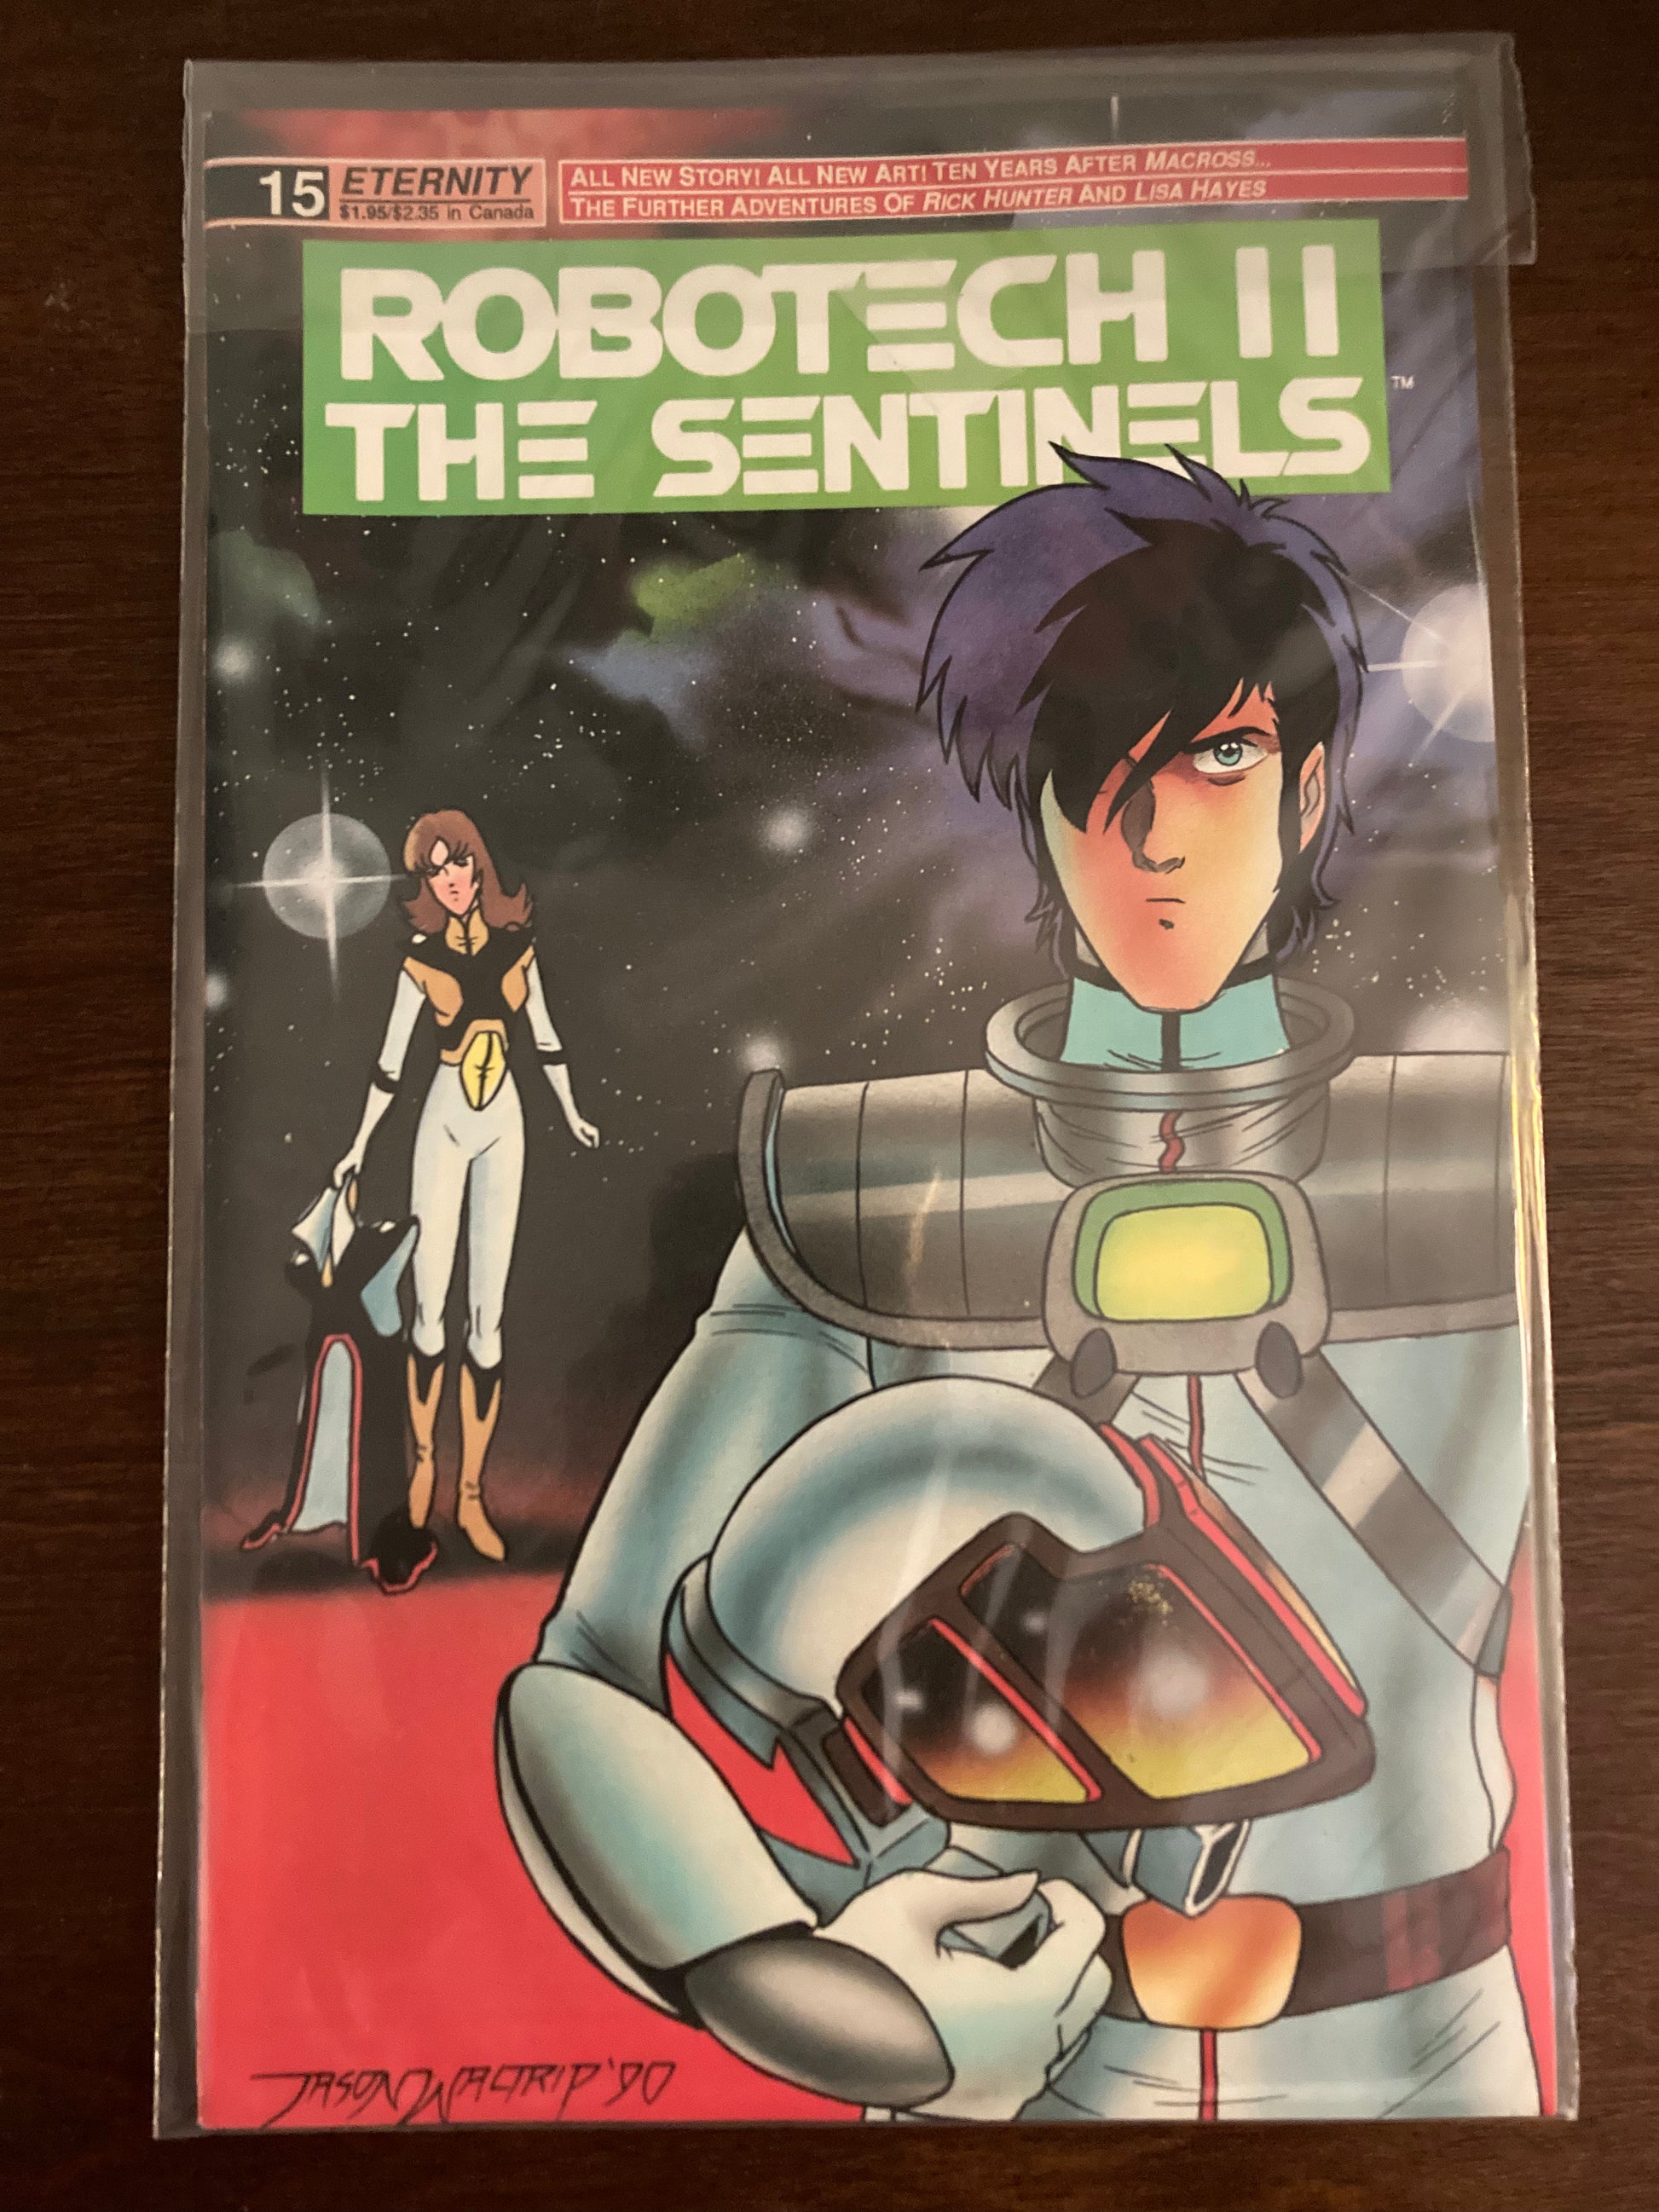 15
ETERNITY
$1.95/$2.35 in Canada
ALL NEW STORY! ALL NEW ART! TEN YEARS AFTER MACROSS...
THE FURTHER ADVENTURES OF RICK HUNTER AND LISA HAYES
ROBOTECH II
THE SENTINELS
TM
JASON WALTRIP '90